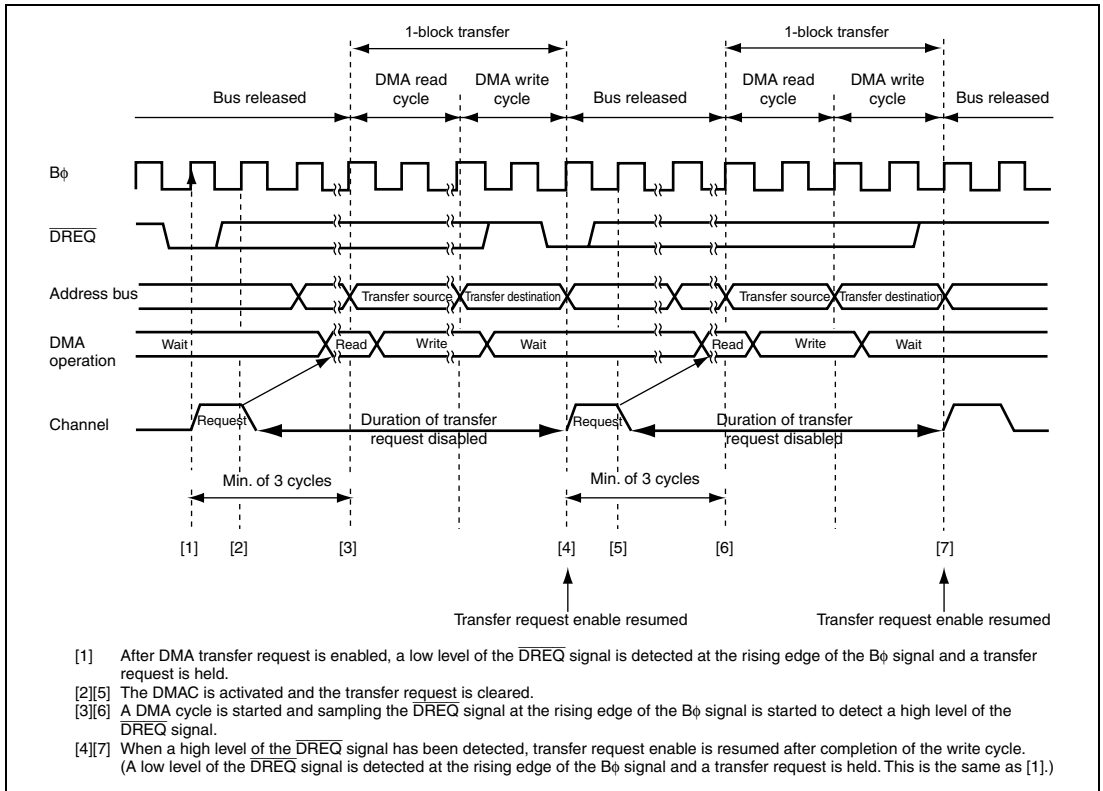 1-block transfer 1-block transfer
DMA read cycle DMA write cycle DMA read cycle DMA write cycle
Bus released Bus released Bus released
Bφ
DREQ
Address bus Transfer source Transfer destination Transfer source Transfer destination
DMA operation Wait Read Write Wait Read Write Wait
Channel Request Duration of transfer request disabled Request Duration of transfer request disabled
Min. of 3 cycles Min. of 3 cycles
[1] [2] [3] [4] [5] [6] [7]
Transfer request enable resumed Transfer request enable resumed
[1] After DMA transfer request is enabled, a low level of the DREQ signal is detected at the rising edge of the Bφ signal and a transfer
request is held.
[2][5] The DMAC is activated and the transfer request is cleared.
[3][6] A DMA cycle is started and sampling the DREQ signal at the rising edge of the Bφ signal is started to detect a high level of the
DREQ signal.
[4][7] When a high level of the DREQ signal has been detected, transfer request enable is resumed after completion of the write cycle.
(A low level of the DREQ signal is detected at the rising edge of the Bφ signal and a transfer request is held. This is the same as [1].)